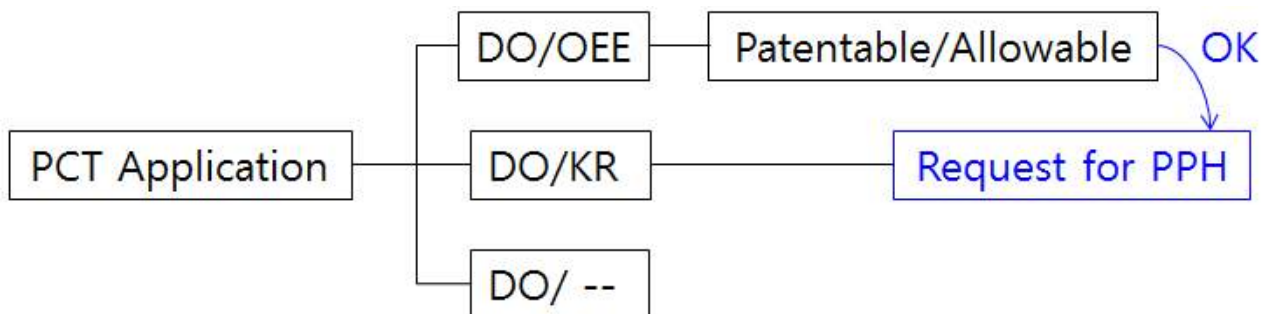 DO/OEE
Patentable/Allowable
OK
PCT Application
DO/KR
Request for PPH
DO/ --